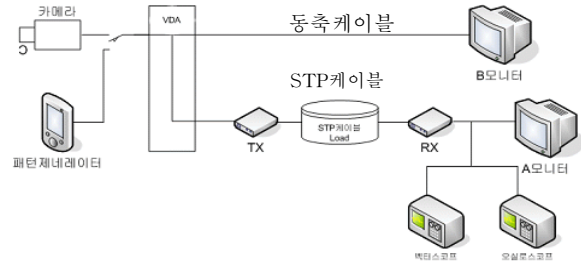 카메라
VDA
동축케이블
B모니터
STP케이블
STP케이블
Load
TX
RX
A모니터
패턴제네레이터
벡터스코프
오실로스코프